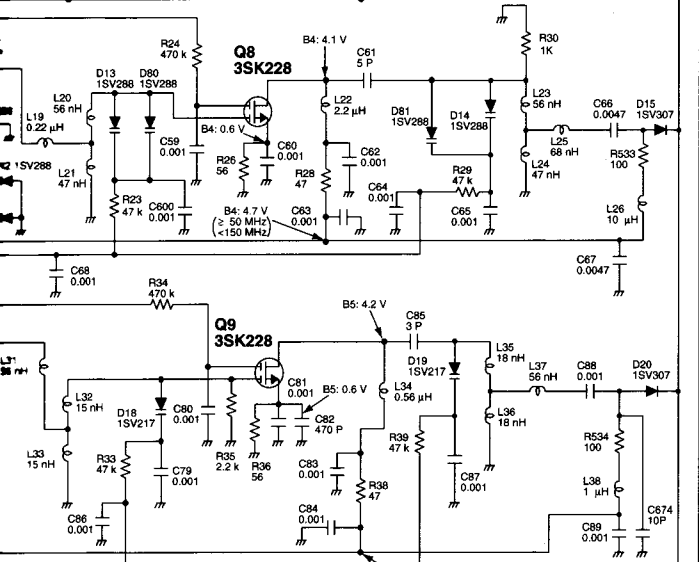 R24
470 k
Q8
3SK228
B4: 4.1 V
C61
5 P
R30
1K
D13
1SV288
D80
1SV288
L20
56 nH
L19
0.22 μH
L22
2.2 μH
D81
1SV288
D14
1SV288
L23
56 nH
C66
0.0047
D15
1SV307
C59
0.001
B4: 0.6 V
C60
0.001
R26
56
C62
0.001
L25
68 nH
R533
100
1SV288
L21
47 nH
R28
47
R29
47 k
L24
47 nH
R23
47 k
C600
0.001
B4: 4.7 V
(≥ 50 MHz)
(<150 MHz)
C63
0.001
C64
0.001
C65
0.001
L26
10 μH
C68
0.001
C67
0.0047
R34
470 k
Q9
3SK228
B5: 4.2 V
C85
3 P
L35
18 nH
D19
1SV217
L37
56 nH
C88
0.001
D20
1SV307
L32
15 nH
C81
0.001
B5: 0.6 V
L34
0.56 μH
D18
1SV217
C80
0.001
C82
470 P
L36
18 nH
L33
15 nH
R33
47 k
C79
0.001
R35
2.2 k
R36
56
C83
0.001
R39
47 k
R534
100
R38
47
C87
0.001
L38
1 μH
C86
0.001
C84
0.001
C89
0.001
C674
10P